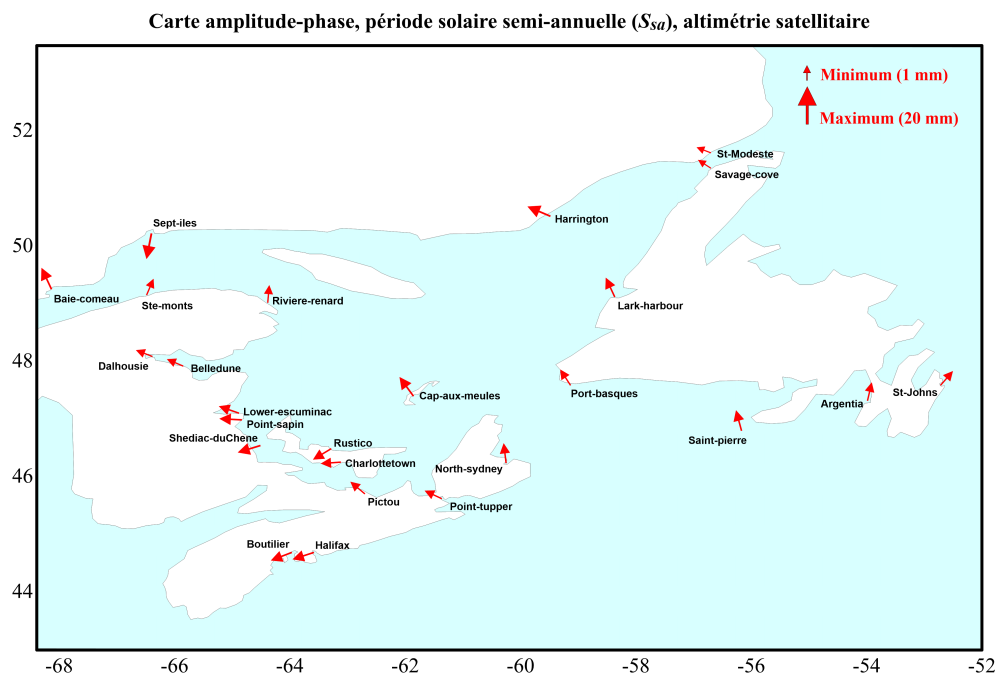 Carte amplitude-phase, période solaire semi-annuelle (Ssa), altimétrie satellitaire
Minimum (1 mm)
Maximum (20 mm)
52
St-Modeste
Savage-cove
Harrington
Sept-iles
50
Baie-comeau
Ste-monts
Riviere-renard
Lark-harbour
48
Dalhousie
Belledune
Cap-aux-meules
Port-basques
Argentia
St-Johns
Lower-escuminac
Point-sapin
Shediac-duChene
Rustico
Saint-pierre
46
Charlottetown
North-sydney
Pictou
Point-tupper
Boutilier
Halifax
44
-68
-66
-64
-62
-60
-58
-56
-54
-52